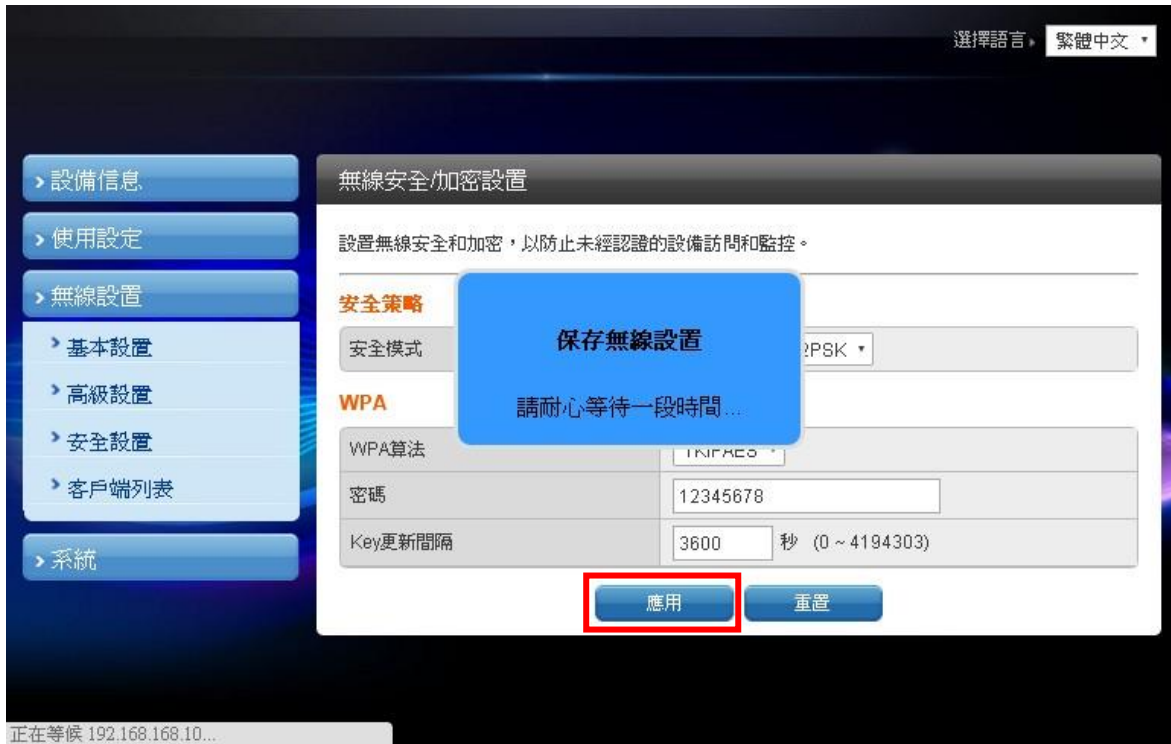 選擇語言
繁體中文
設備信息
使用設定
無線設置
基本設置
高級設置
安全設置
客戶端列表
系統
無線安全/加密設置
設置無線安全和加密，以防止未經認證的設備訪問和監控。
安全策略
安全模式
2PSK
保存無線設置
請耐心等待一段時間...
WPA
WPA算法
TKIPAES
密碼
12345678
Key更新間隔
3600 秒 (0 ~ 4194303)
應用 重置
正在等候 192.168.168.10...